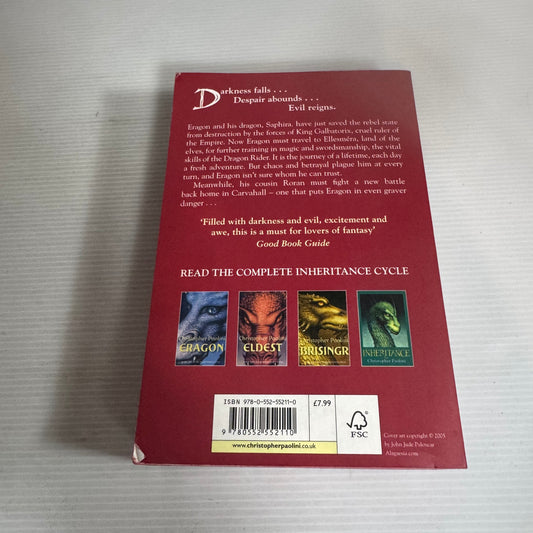 Darkness falls . . .
Despair abounds . . .
Evil reigns.
Eragon and his dragon, Saphira, have just saved the rebel state
from destruction by the forces of King Galbatorix, cruel ruler of
the Empire. Now Eragon must travel to Ellesméra, land of the
elves, for further training in magic and swordsmanship, the vital
skills of the Dragon Rider. It is the journey of a lifetime, each day
a fresh adventure. But chaos and betrayal plague him at every
turn, and Eragon isn't sure whom he can trust.
Meanwhile, his cousin Roran must fight a new battle
back home in Carvahall – one that puts Eragon in even graver
danger . . .
‘Filled with darkness and evil, excitement and
awe, this is a must for lovers of fantasy’
Good Book Guide
READ THE COMPLETE INHERITANCE CYCLE
Christopher Paolini
ERAGON
Christopher Paolini
ELDEST
Christopher Paolini
BRISINGR
INHERITANCE
Christopher Paolini
ISBN 978-0-552-55211-0
£7.99
9 780552 552110
www.christopherpaolini.co.uk
FSC
Cover art copyright © 2005
by John Jude Palencar
Alagaesia.com